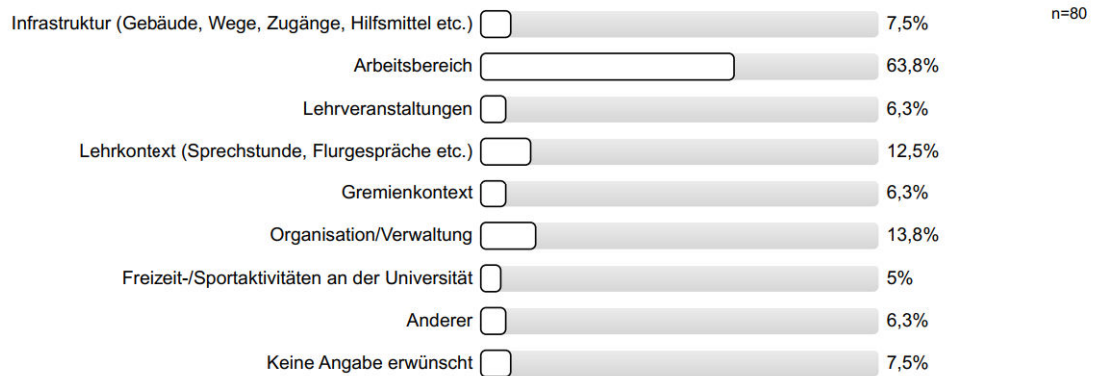 n=80
Infrastruktur (Gebäude, Wege, Zugänge, Hilfsmittel etc.) 7,5%
Arbeitsbereich 63,8%
Lehrveranstaltungen 6,3%
Lehrkontext (Sprechstunde, Flurgespräche etc.) 12,5%
Gremienkontext 6,3%
Organisation/Verwaltung 13,8%
Freizeit-/Sportaktivitäten an der Universität 5%
Anderer 6,3%
Keine Angabe erwünscht 7,5%